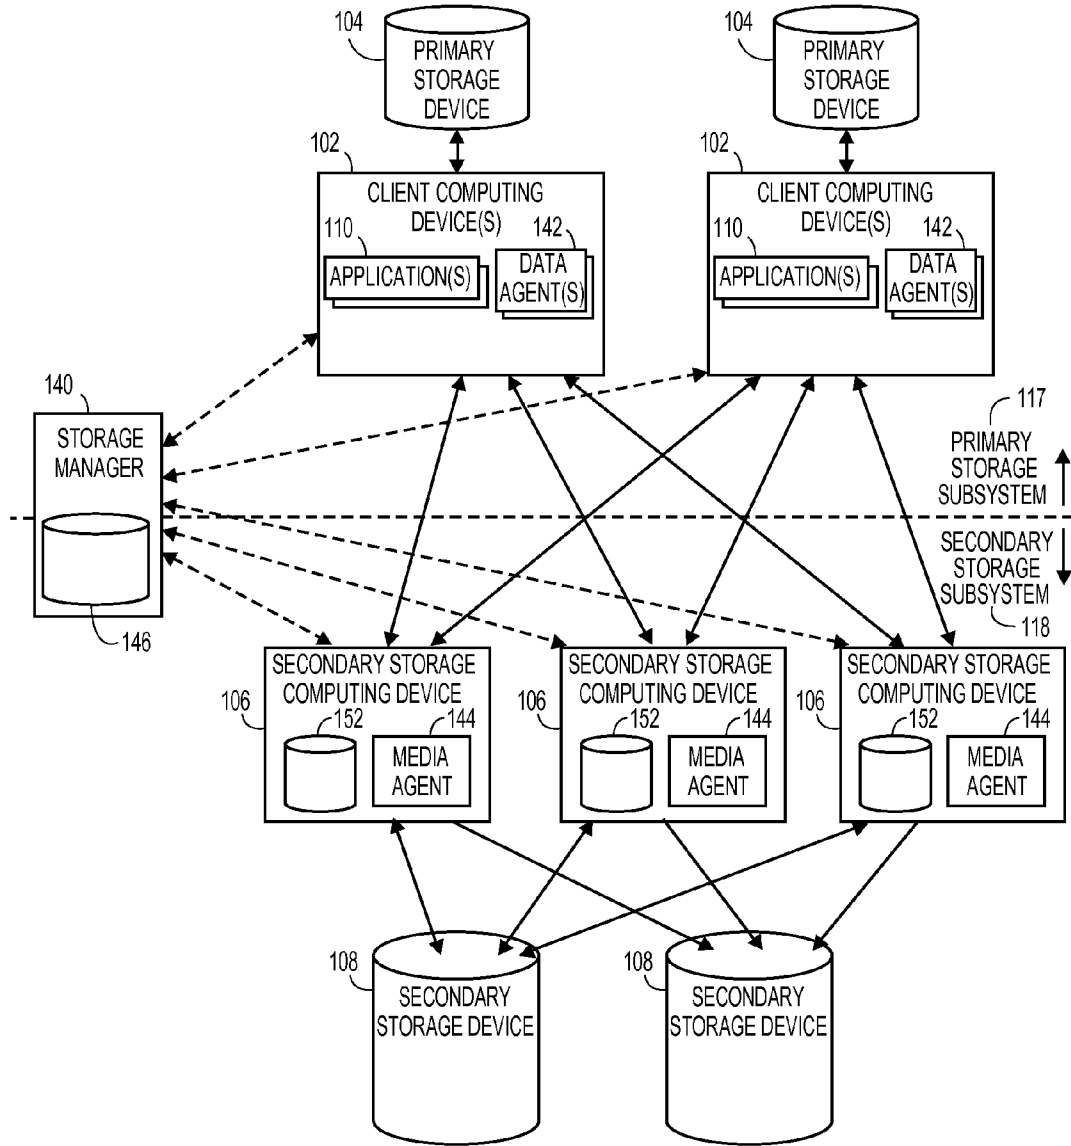 104
PRIMARY
STORAGE
DEVICE
104
PRIMARY
STORAGE
DEVICE
102
CLIENT COMPUTING
DEVICE(S)
110
APPLICATION(S)
142
DATA
AGENT(S)
102
CLIENT COMPUTING
DEVICE(S)
110
APPLICATION(S)
142
DATA
AGENT(S)
140
STORAGE
MANAGER
146
117
PRIMARY
STORAGE
SUBSYSTEM
SECONDARY
STORAGE
SUBSYSTEM
118
SECONDARY STORAGE
COMPUTING DEVICE
106
152
144
MEDIA
AGENT
SECONDARY STORAGE
COMPUTING DEVICE
106
152
144
MEDIA
AGENT
SECONDARY STORAGE
COMPUTING DEVICE
106
152
144
MEDIA
AGENT
108
SECONDARY
STORAGE DEVICE
108
SECONDARY
STORAGE DEVICE